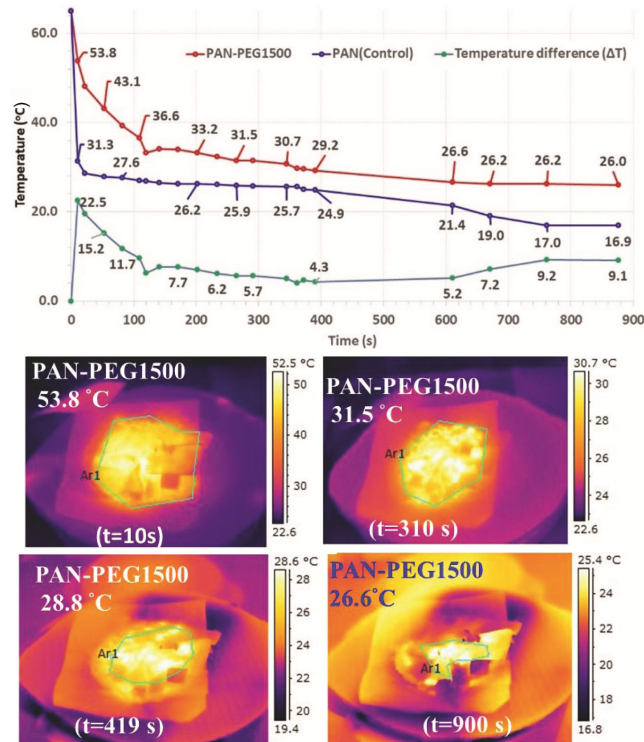 60.0
40.0
20.0
0.0
Temperature (°C)
PAN-PEG1500 PAN(Control) Temperature difference (ΔT)
53.8
43.1
36.6
33.2
31.5
30.7
29.2
26.6
26.2
26.2
26.0
31.3
27.6
26.2
25.9
25.7
24.9
21.4
19.0
17.0
16.9
22.5
15.2
11.7
7.7
6.2
5.7
4.3
5.2
7.2
9.2
9.1
0 100 200 300 400 500 600 700 800 900
Time (s)
PAN-PEG1500
53.8 °C
Ar1
(t=10s)
52.5 °C
50
40
30
22.6
PAN-PEG1500
31.5 °C
Ar1
(t=310 s)
30.7 °C
30
28
26
24
22.6
PAN-PEG1500
28.8 °C
Ar1
(t=419 s)
28.6 °C
28
26
24
22
20
19.4
PAN-PEG1500
26.6°C
Ar1
(t=900 s)
25.4 °C
24
22
20
18
16.8